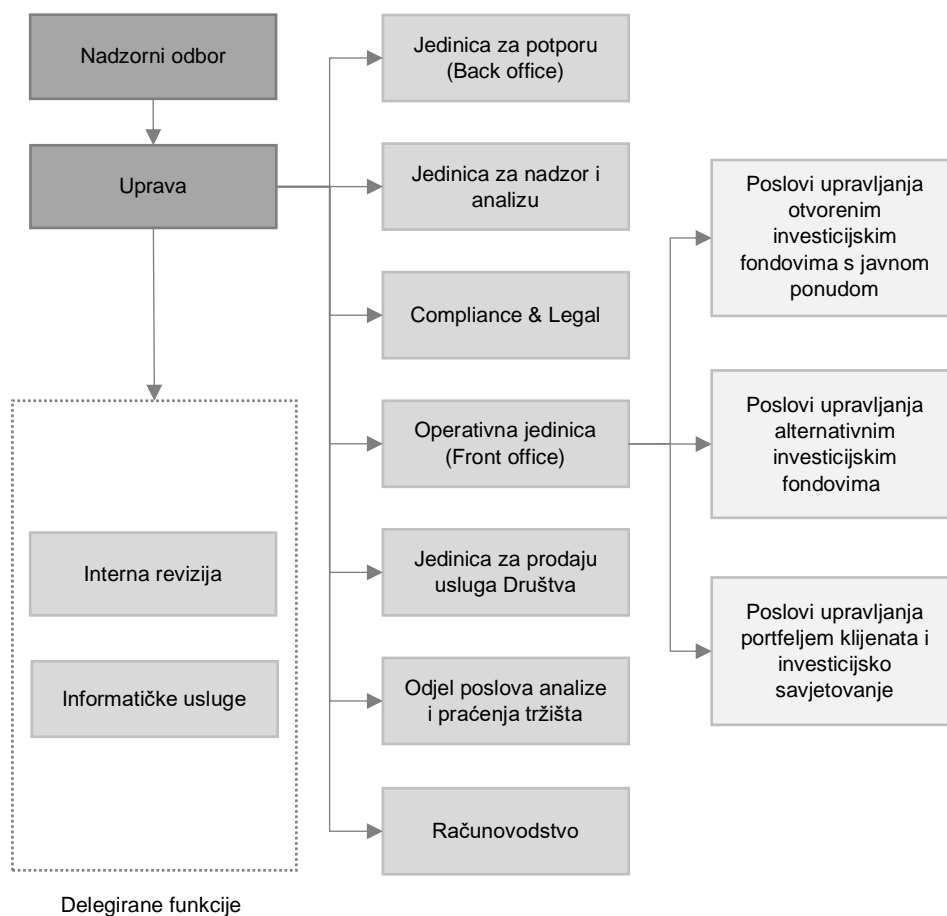 Nadzorni odbor
Uprava
Interna revizija
Informatičke usluge
Delegirane funkcije
Jedinica za potporu
(Back office)
Jedinica za nadzor i
analizu
Compliance & Legal
Operativna jedinica
(Front office)
Jedinica za prodaju
usluga Društva
Odjel poslova analize
i praćenja tržišta
Računovodstvo
Poslovi upravljanja
otvorenim
investicijskim
fondovima s javnom
ponudom
Poslovi upravljanja
alternativnim
investicijskim
fondovima
Poslovi upravljanja
portfeljem klijenata i
investicijsko
savjetovanje